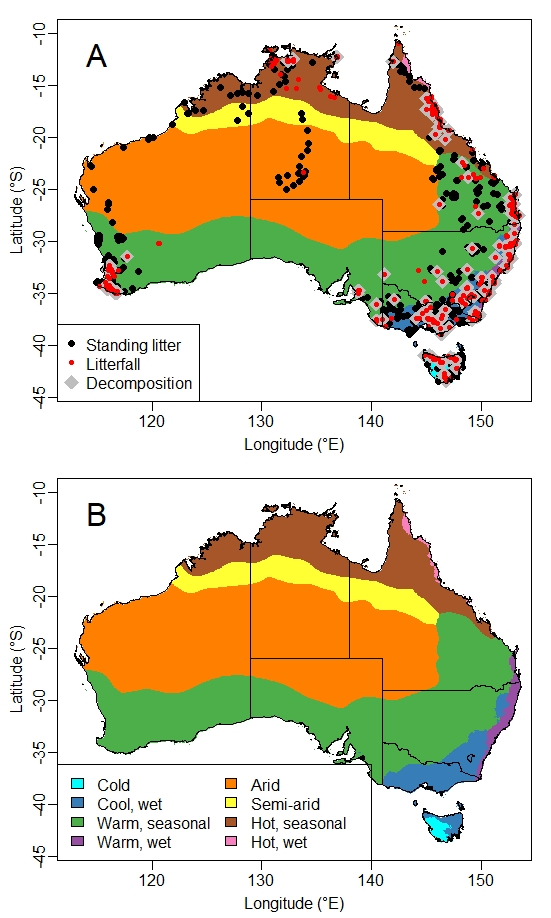 A
-10
-15
-20
-25
-30
-35
-40
-45
Latitude (°S)
Standing litter
Litterfall
Decomposition
120
130
140
150
Longitude (°E)
B
-10
-15
-20
-25
-30
-35
-40
-45
Latitude (°S)
Cold
Arid
Cool, wet
Semi-arid
Warm, seasonal
Hot, seasonal
Warm, wet
Hot, wet
120
130
140
150
Longitude (°E)